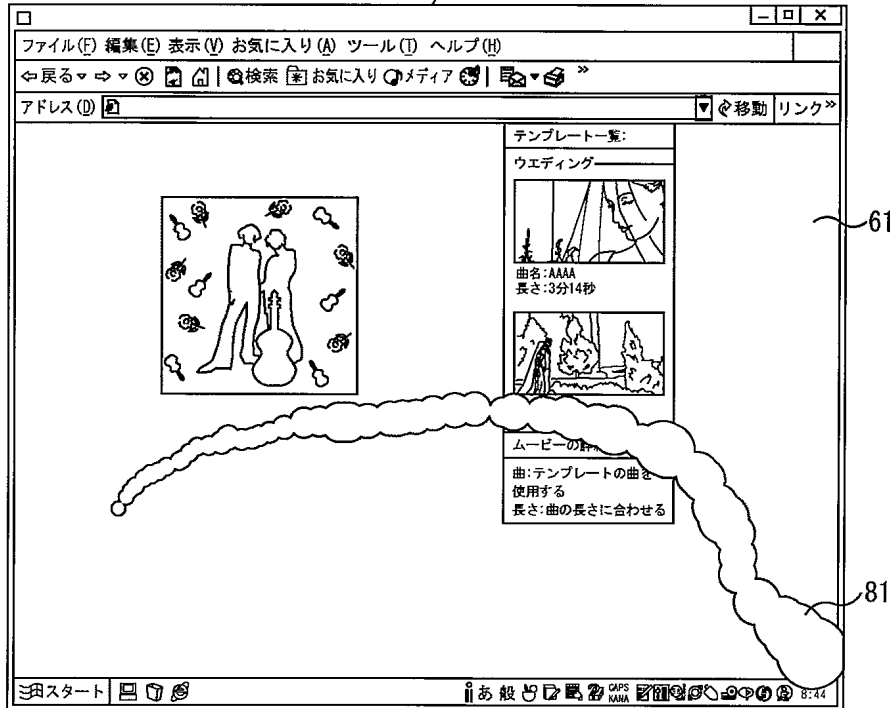 ファイル(F) 編集(E) 表示(V) お気に入り(A) ツール(T) ヘルプ(H)
戻る 検索 お気に入り メディア »
アドレス(D) 移動 リンク»
テンプレート一覧:
ウエディング
曲名:AAAA
長さ:3分14秒
61
ムービーの
曲:テンプレートの曲を
使用する
長さ:曲の長さに合わせる
81
スタート あ 般 CAPS KANA 8:44